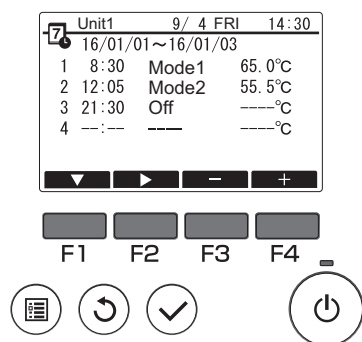 7 Unit1 9/ 4 FRI 14:30
16/01/01~16/01/03
1 8:30 Mode1 65.0°C
2 12:05 Mode2 55.5°C
3 21:30 Off ----°C
4 --:-- ---- ----°C
▼ ▶ − +
F1 F2 F3 F4